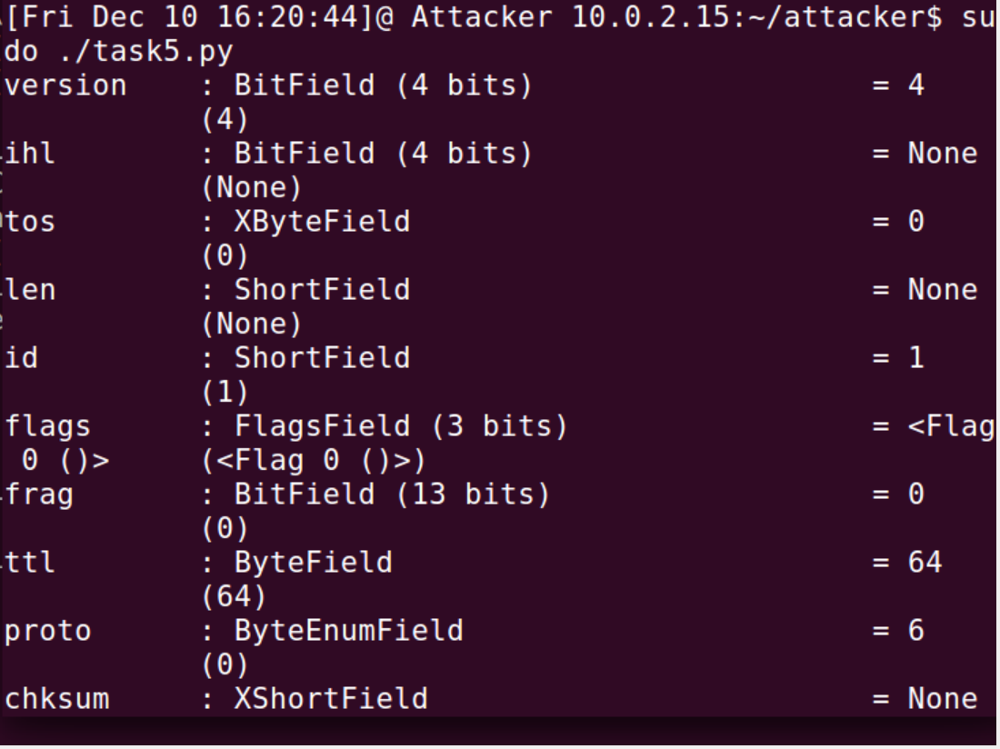 [Fri Dec 10 16:20:44]@ Attacker 10.0.2.15:~/attacker$ su
do ./task5.py
version    : BitField (4 bits)                   = 4
           (4)
ihl        : BitField (4 bits)                   = None
           (None)
tos        : XByteField                          = 0
           (0)
len        : ShortField                          = None
           (None)
id         : ShortField                          = 1
           (1)
flags      : FlagsField (3 bits)                 = <Flag
 0 ()>     (<Flag 0 ()>)
frag       : BitField (13 bits)                  = 0
           (0)
ttl        : ByteField                           = 64
           (64)
proto      : ByteEnumField                       = 6
           (0)
chksum     : XShortField                         = None